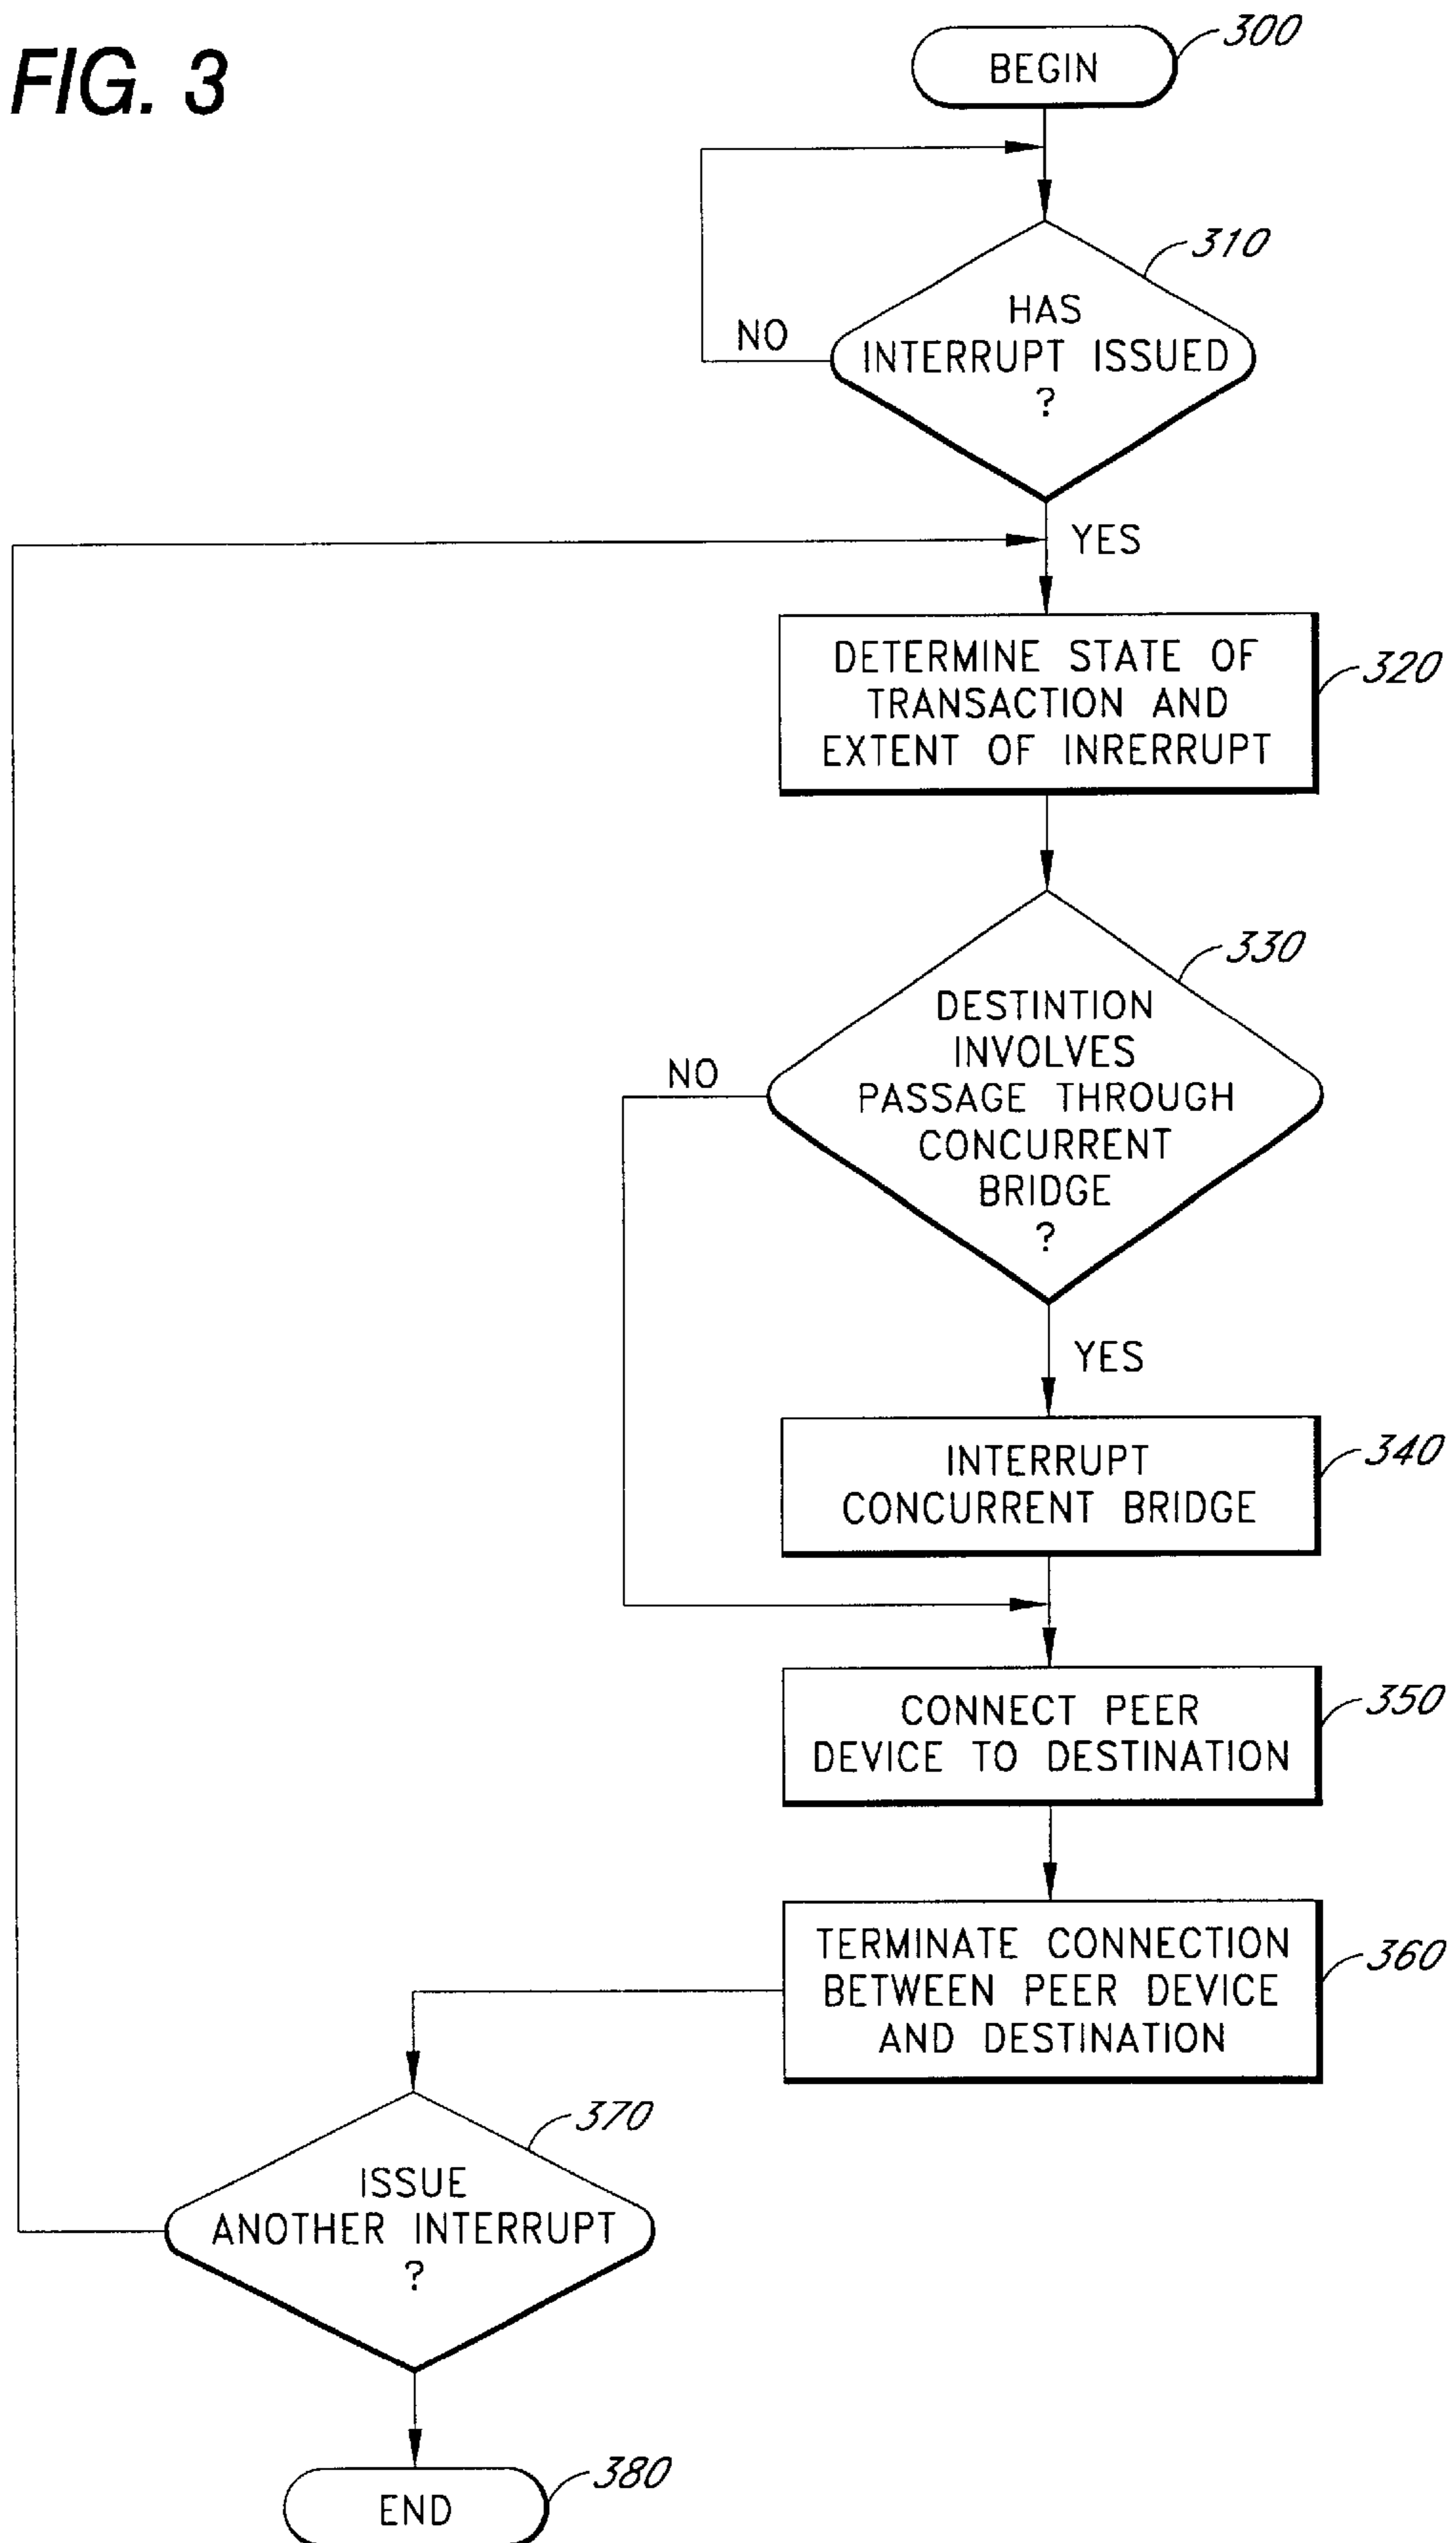 FIG. 3
BEGIN
300
310
HAS
INTERRUPT ISSUED
?
NO
YES
DETERMINE STATE OF
TRANSACTION AND
EXTENT OF INRERRUPT
320
330
DESTINTION
INVOLVES
PASSAGE THROUGH
CONCURRENT
BRIDGE
?
NO
YES
INTERRUPT
CONCURRENT BRIDGE
340
CONNECT PEER
DEVICE TO DESTINATION
350
TERMINATE CONNECTION
BETWEEN PEER DEVICE
AND DESTINATION
360
370
ISSUE
ANOTHER INTERRUPT
?
END
380